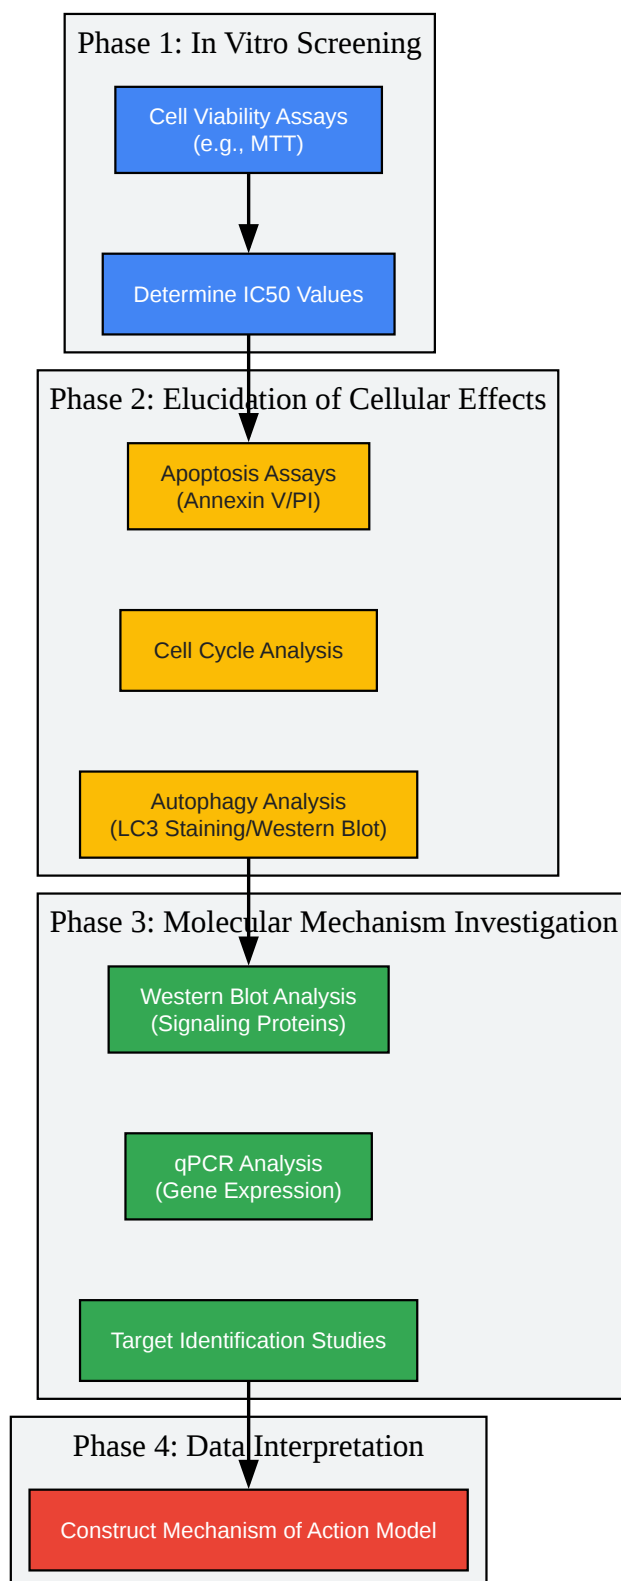 Phase 1: In Vitro Screening
Cell Viability Assays
(e.g., MTT)
Determine IC50 Values
Phase 2: Elucidation of Cellular Effects
Apoptosis Assays
(Annexin V/PI)
Cell Cycle Analysis
Autophagy Analysis
(LC3 Staining/Western Blot)
Phase 3: Molecular Mechanism Investigation
Western Blot Analysis
(Signaling Proteins)
qPCR Analysis
(Gene Expression)
Target Identification Studies
Phase 4: Data Interpretation
Construct Mechanism of Action Model